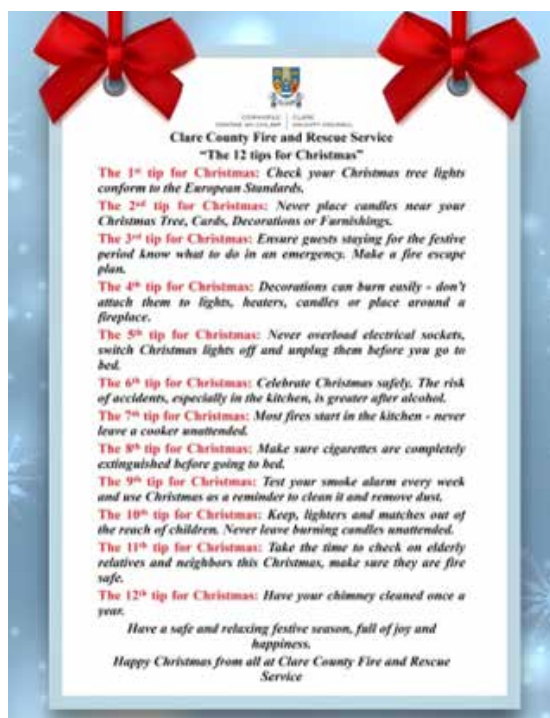 COMHAIRLE CLARE
CONTAE AN CHLÁIR COUNTY COUNCIL
Clare County Fire and Rescue Service
“The 12 tips for Christmas”
The 1st tip for Christmas: Check your Christmas tree lights
conform to the European Standards.
The 2nd tip for Christmas: Never place candles near your
Christmas Tree, Cards, Decorations or Furnishings.
The 3rd tip for Christmas: Ensure guests staying for the festive
period know what to do in an emergency. Make a fire escape
plan.
The 4th tip for Christmas: Decorations can burn easily - don't
attach them to lights, heaters, candles or place around a
fireplace.
The 5th tip for Christmas: Never overload electrical sockets,
switch Christmas lights off and unplug them before you go to
bed.
The 6th tip for Christmas: Celebrate Christmas safely. The risk
of accidents, especially in the kitchen, is greater after alcohol.
The 7th tip for Christmas: Most fires start in the kitchen - never
leave a cooker unattended.
The 8th tip for Christmas: Make sure cigarettes are completely
extinguished before going to bed.
The 9th tip for Christmas: Test your smoke alarm every week
and use Christmas as a reminder to clean it and remove dust.
The 10th tip for Christmas: Keep, lighters and matches out of
the reach of children. Never leave burning candles unattended.
The 11th tip for Christmas: Take the time to check on elderly
relatives and neighbors this Christmas, make sure they are fire
safe.
The 12th tip for Christmas: Have your chimney cleaned once a
year.
Have a safe and relaxing festive season, full of joy and
happiness.
Happy Christmas from all at Clare County Fire and Rescue
Service